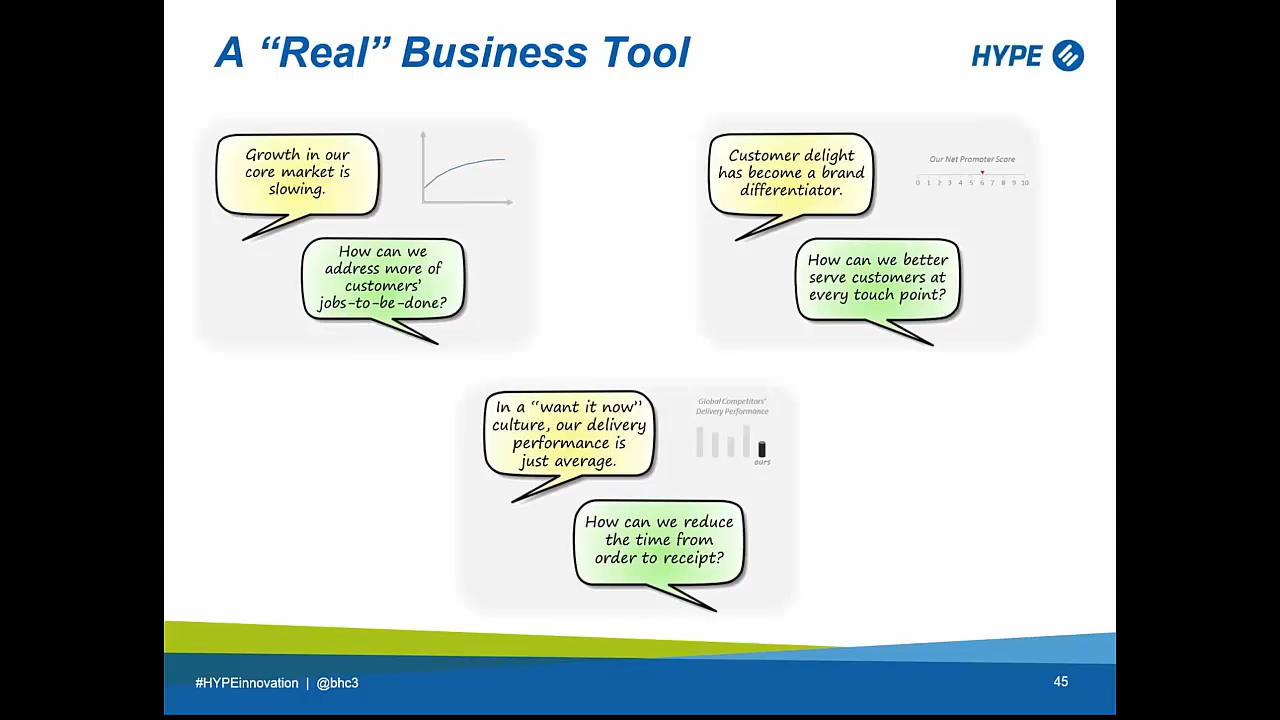 A “Real” Business Tool
HYPE
Growth in our
core market is
slowing.
How can we
address more of
customers’
jobs-to-be-done?
Customer delight
has become a brand
differentiator.
Our Net Promoter Score
0 1 2 3 4 5 6 7 8 9 10
How can we better
serve customers at
every touch point?
In a “want it now”
culture, our delivery
performance is
just average.
Global Competitors’
Delivery Performance
ours
How can we reduce
the time from
order to receipt?
#HYPEinnovation | @bhc3
45